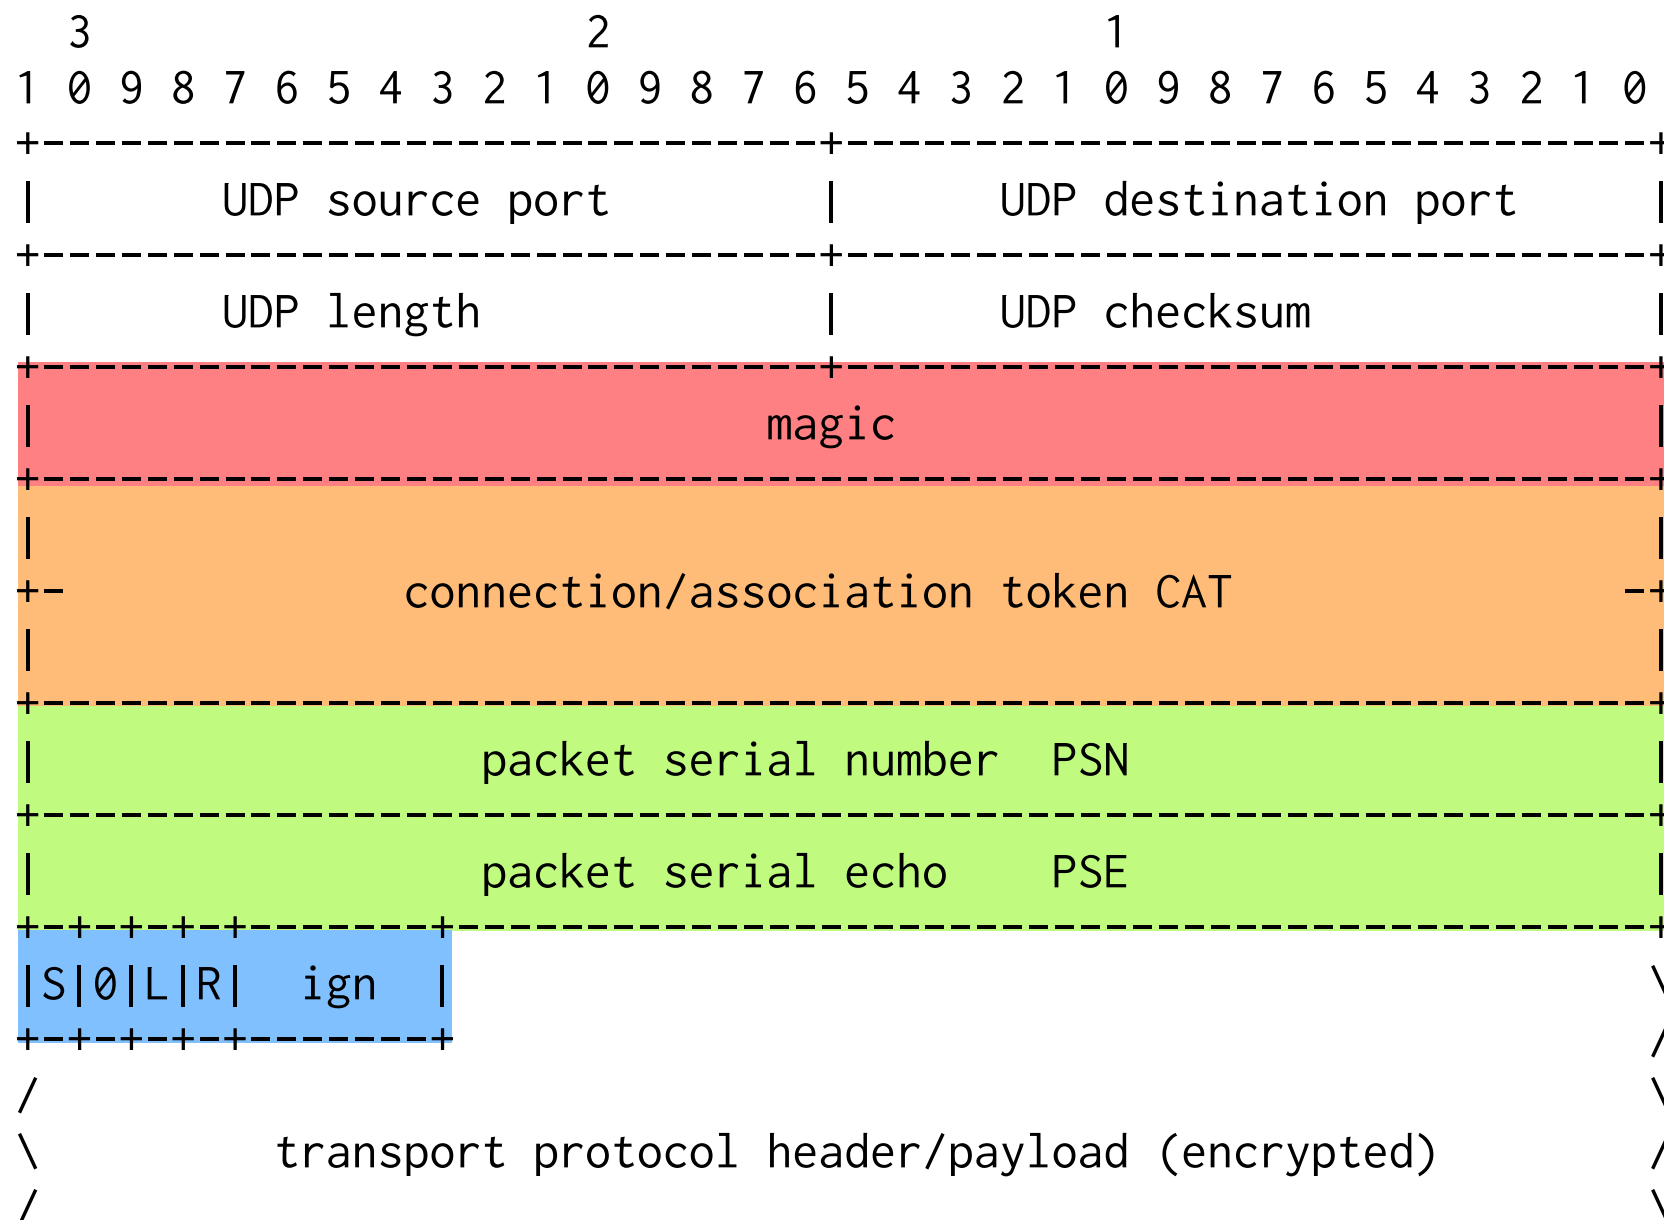 3 2 1
1 0 9 8 7 6 5 4 3 2 1 0 9 8 7 6 5 4 3 2 1 0 9 8 7 6 5 4 3 2 1 0
+------------------------------+-------------------------------+
| UDP source port | UDP destination port |
+------------------------------+-------------------------------+
| UDP length | UDP checksum |
+------------------------------+-------------------------------+
| magic |
+--------------------------------------------------------------+
| |
+- connection/association token CAT -+
| |
+--------------------------------------------------------------+
| packet serial number PSN |
+--------------------------------------------------------------+
| packet serial echo PSE |
+-+-+-+-+-------+----------------------------------------------+
|S|0|L|R| ign | \
+-+-+-+-+-------+ /
/ \
\ transport protocol header/payload (encrypted) /
/ \